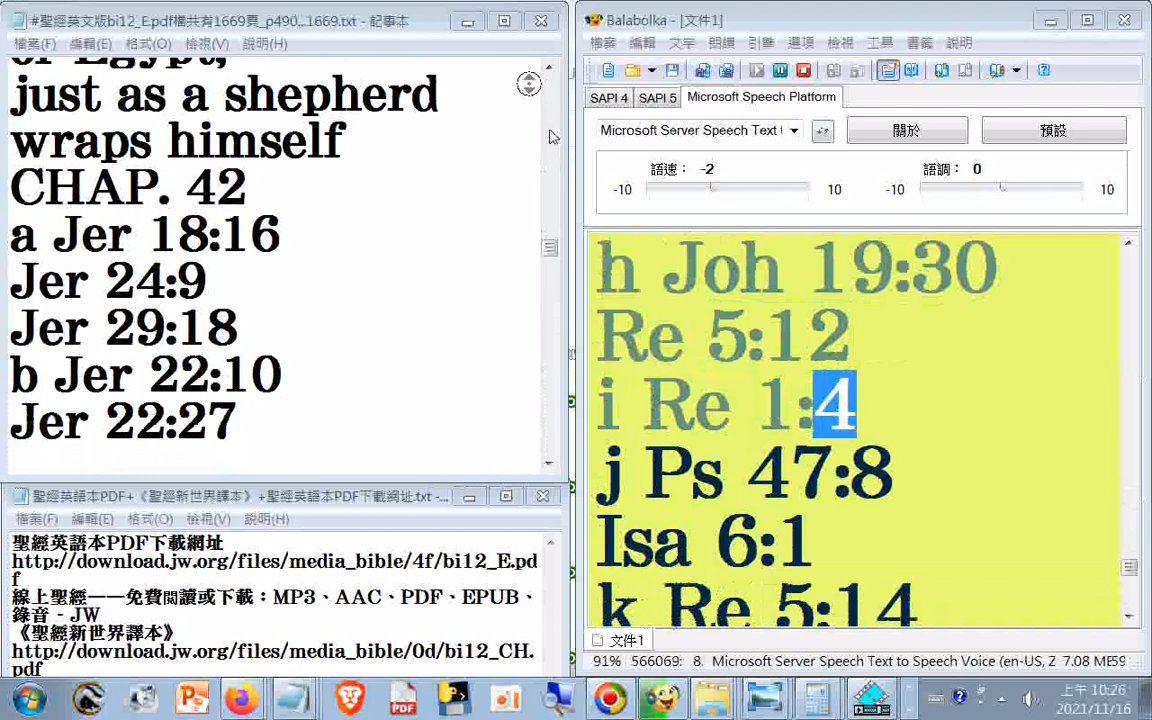 #聖經英文版bi12_E.pdf檔共有1669頁_p490,..1669.txt - 記事本
檔案(F) 編輯(E) 格式(O) 檢視(V) 說明(H)
of Egypt,
just as a shepherd
wraps himself
CHAP. 42
a Jer 18:16
Jer 24:9
Jer 29:18
b Jer 22:10
Jer 22:27
聖經英語本PDF+《聖經新世界譯本》+聖經英語本PDF下載網址.txt -...
檔案(F) 編輯(E) 格式(O) 檢視(V) 說明(H)
聖經英語本PDF下載網址
http://download.jw.org/files/media_bible/4f/bi12_E.pd
f
線上聖經——免費閱讀或下載：MP3、AAC、PDF、EPUB、
錄音 - JW
《聖經新世界譯本》
http://download.jw.org/files/media_bible/0d/bi12_CH.
pdf
Balabolka - [文件1]
檔案 編輯 文字 朗讀 引擎 選項 檢視 工具 書籤 說明
SAPI 4 SAPI 5 Microsoft Speech Platform
Microsoft Server Speech Text 關於 預設
語速： -2 語調： 0
-10 10 -10 10
h Joh 19:30
Re 5:12
i Re 1:4
j Ps 47:8
Isa 6:1
k Re 5:14
文件1
91% 566069: 8. Microsoft Server Speech Text to Speech Voice (en-US, Z 7.08 ME59
上午 10:26
2021/11/16